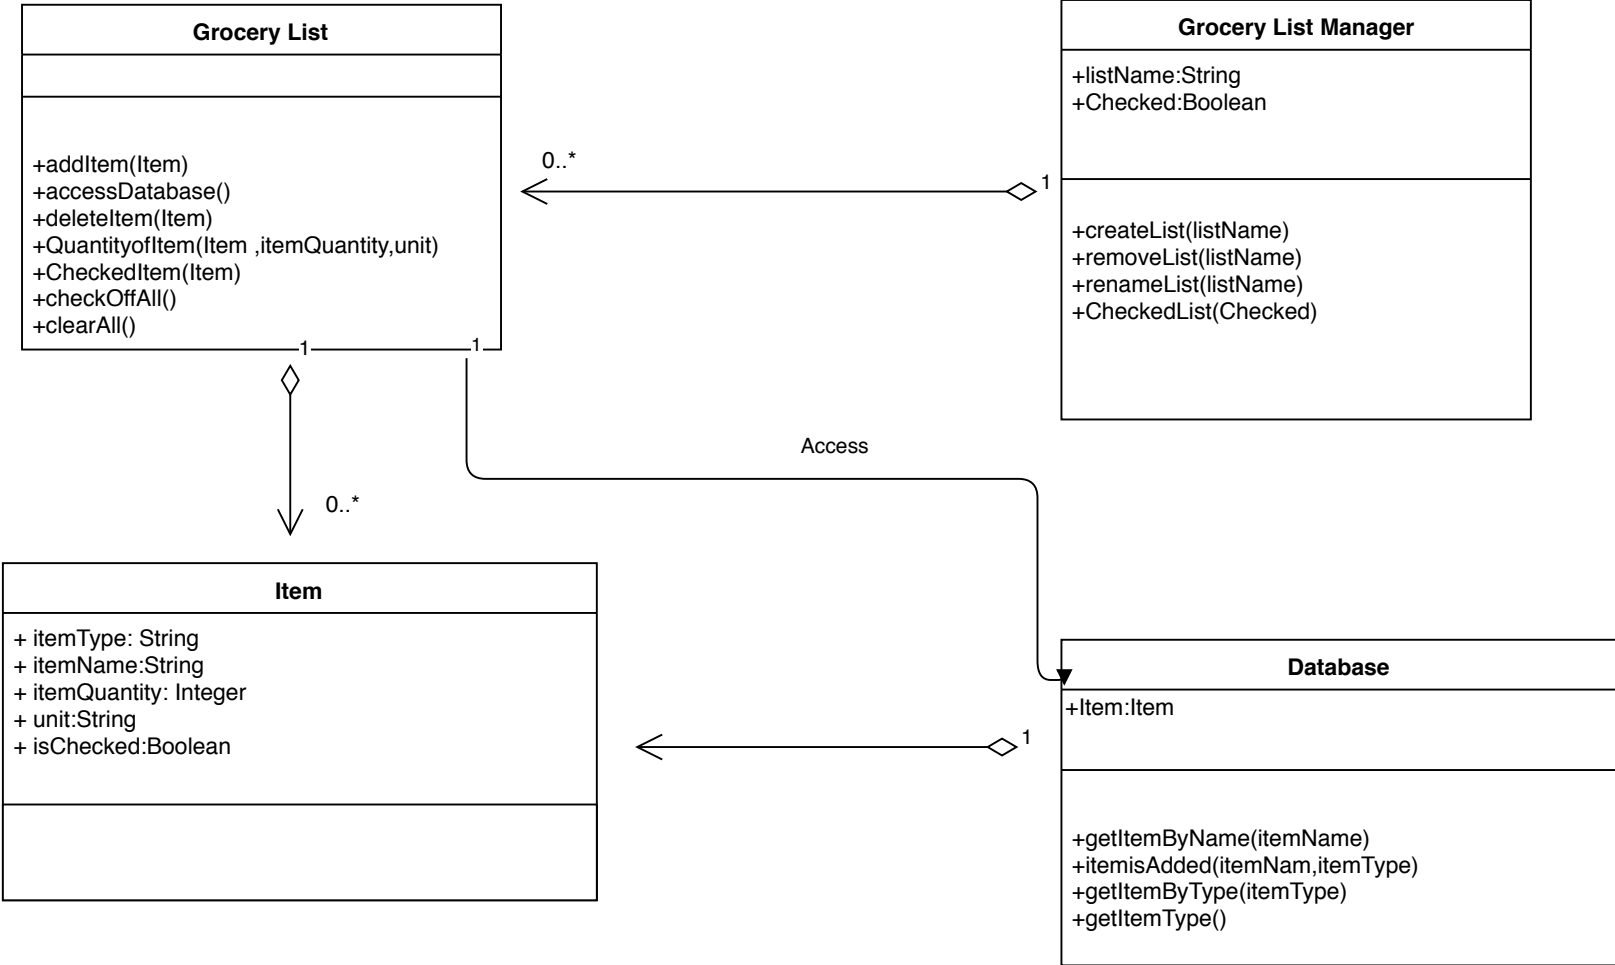 Grocery List
+addItem(Item)
+accessDatabase()
+deleteItem(Item)
+QuantityofItem(Item ,itemQuantity,unit)
+CheckedItem(Item)
+checkOffAll()
+clearAll()
1
1
0..*
1
Grocery List Manager
+listName:String
+Checked:Boolean
+createList(listName)
+removeList(listName)
+renameList(listName)
+CheckedList(Checked)
Access
0..*
Item
+ itemType: String
+ itemName:String
+ itemQuantity: Integer
+ unit:String
+ isChecked:Boolean
1
Database
+Item:Item
+getItemByName(itemName)
+itemisAdded(itemNam,itemType)
+getItemByType(itemType)
+getItemType()